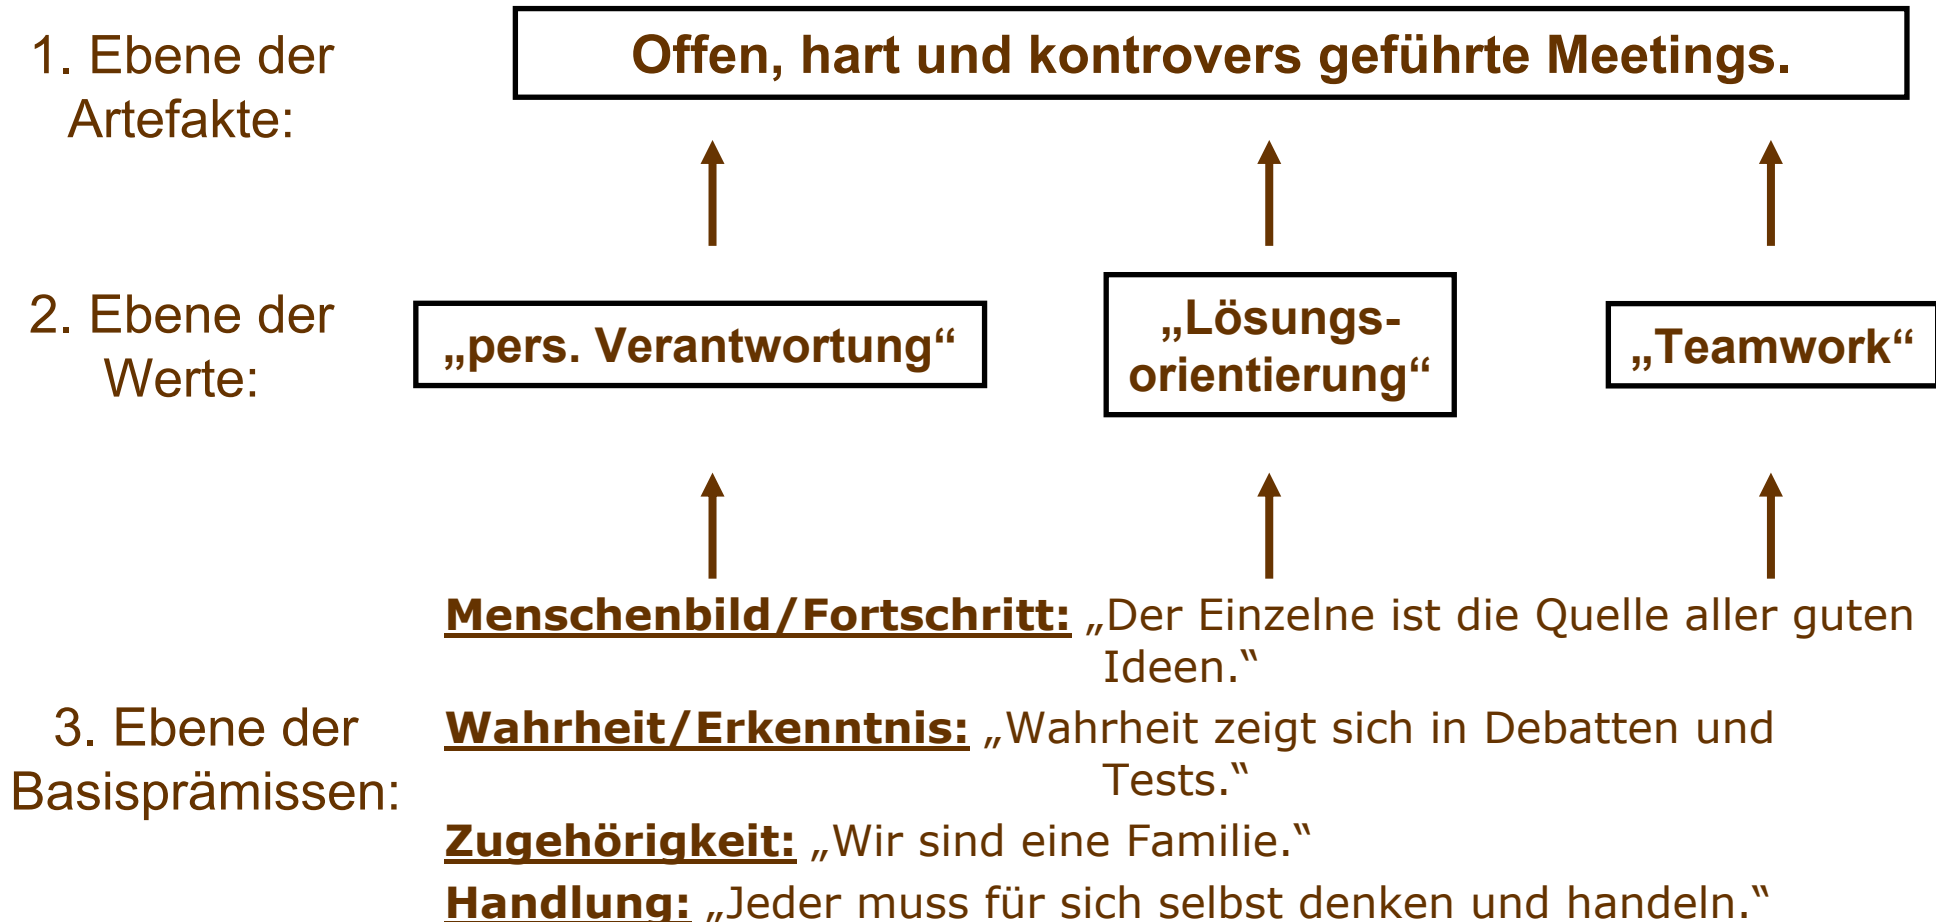 1. Ebene der
Artefakte:
Offen, hart und kontrovers geführte Meetings.
2. Ebene der
Werte:
„pers. Verantwortung“
„Lösungs-
orientierung“
„Teamwork“
3. Ebene der
Basisprämissen:
Menschenbild/Fortschritt: „Der Einzelne ist die Quelle aller guten
Ideen.“
Wahrheit/Erkenntnis: „Wahrheit zeigt sich in Debatten und
Tests.“
Zugehörigkeit: „Wir sind eine Familie.“
Handlung: „Jeder muss für sich selbst denken und handeln.“